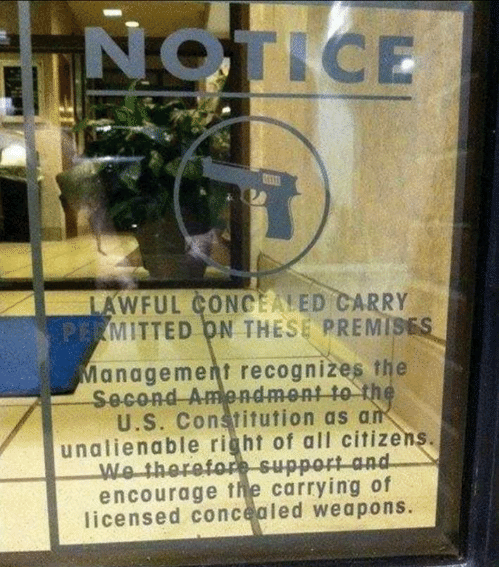 NOTICE
LAWFUL CONCEALED CARRY
PERMITTED ON THESE PREMISES
Management recognizes the
Second Amendment to the
U.S. Constitution as an
unalienable right of all citizens.
We therefore support and
encourage the carrying of
licensed concealed weapons.